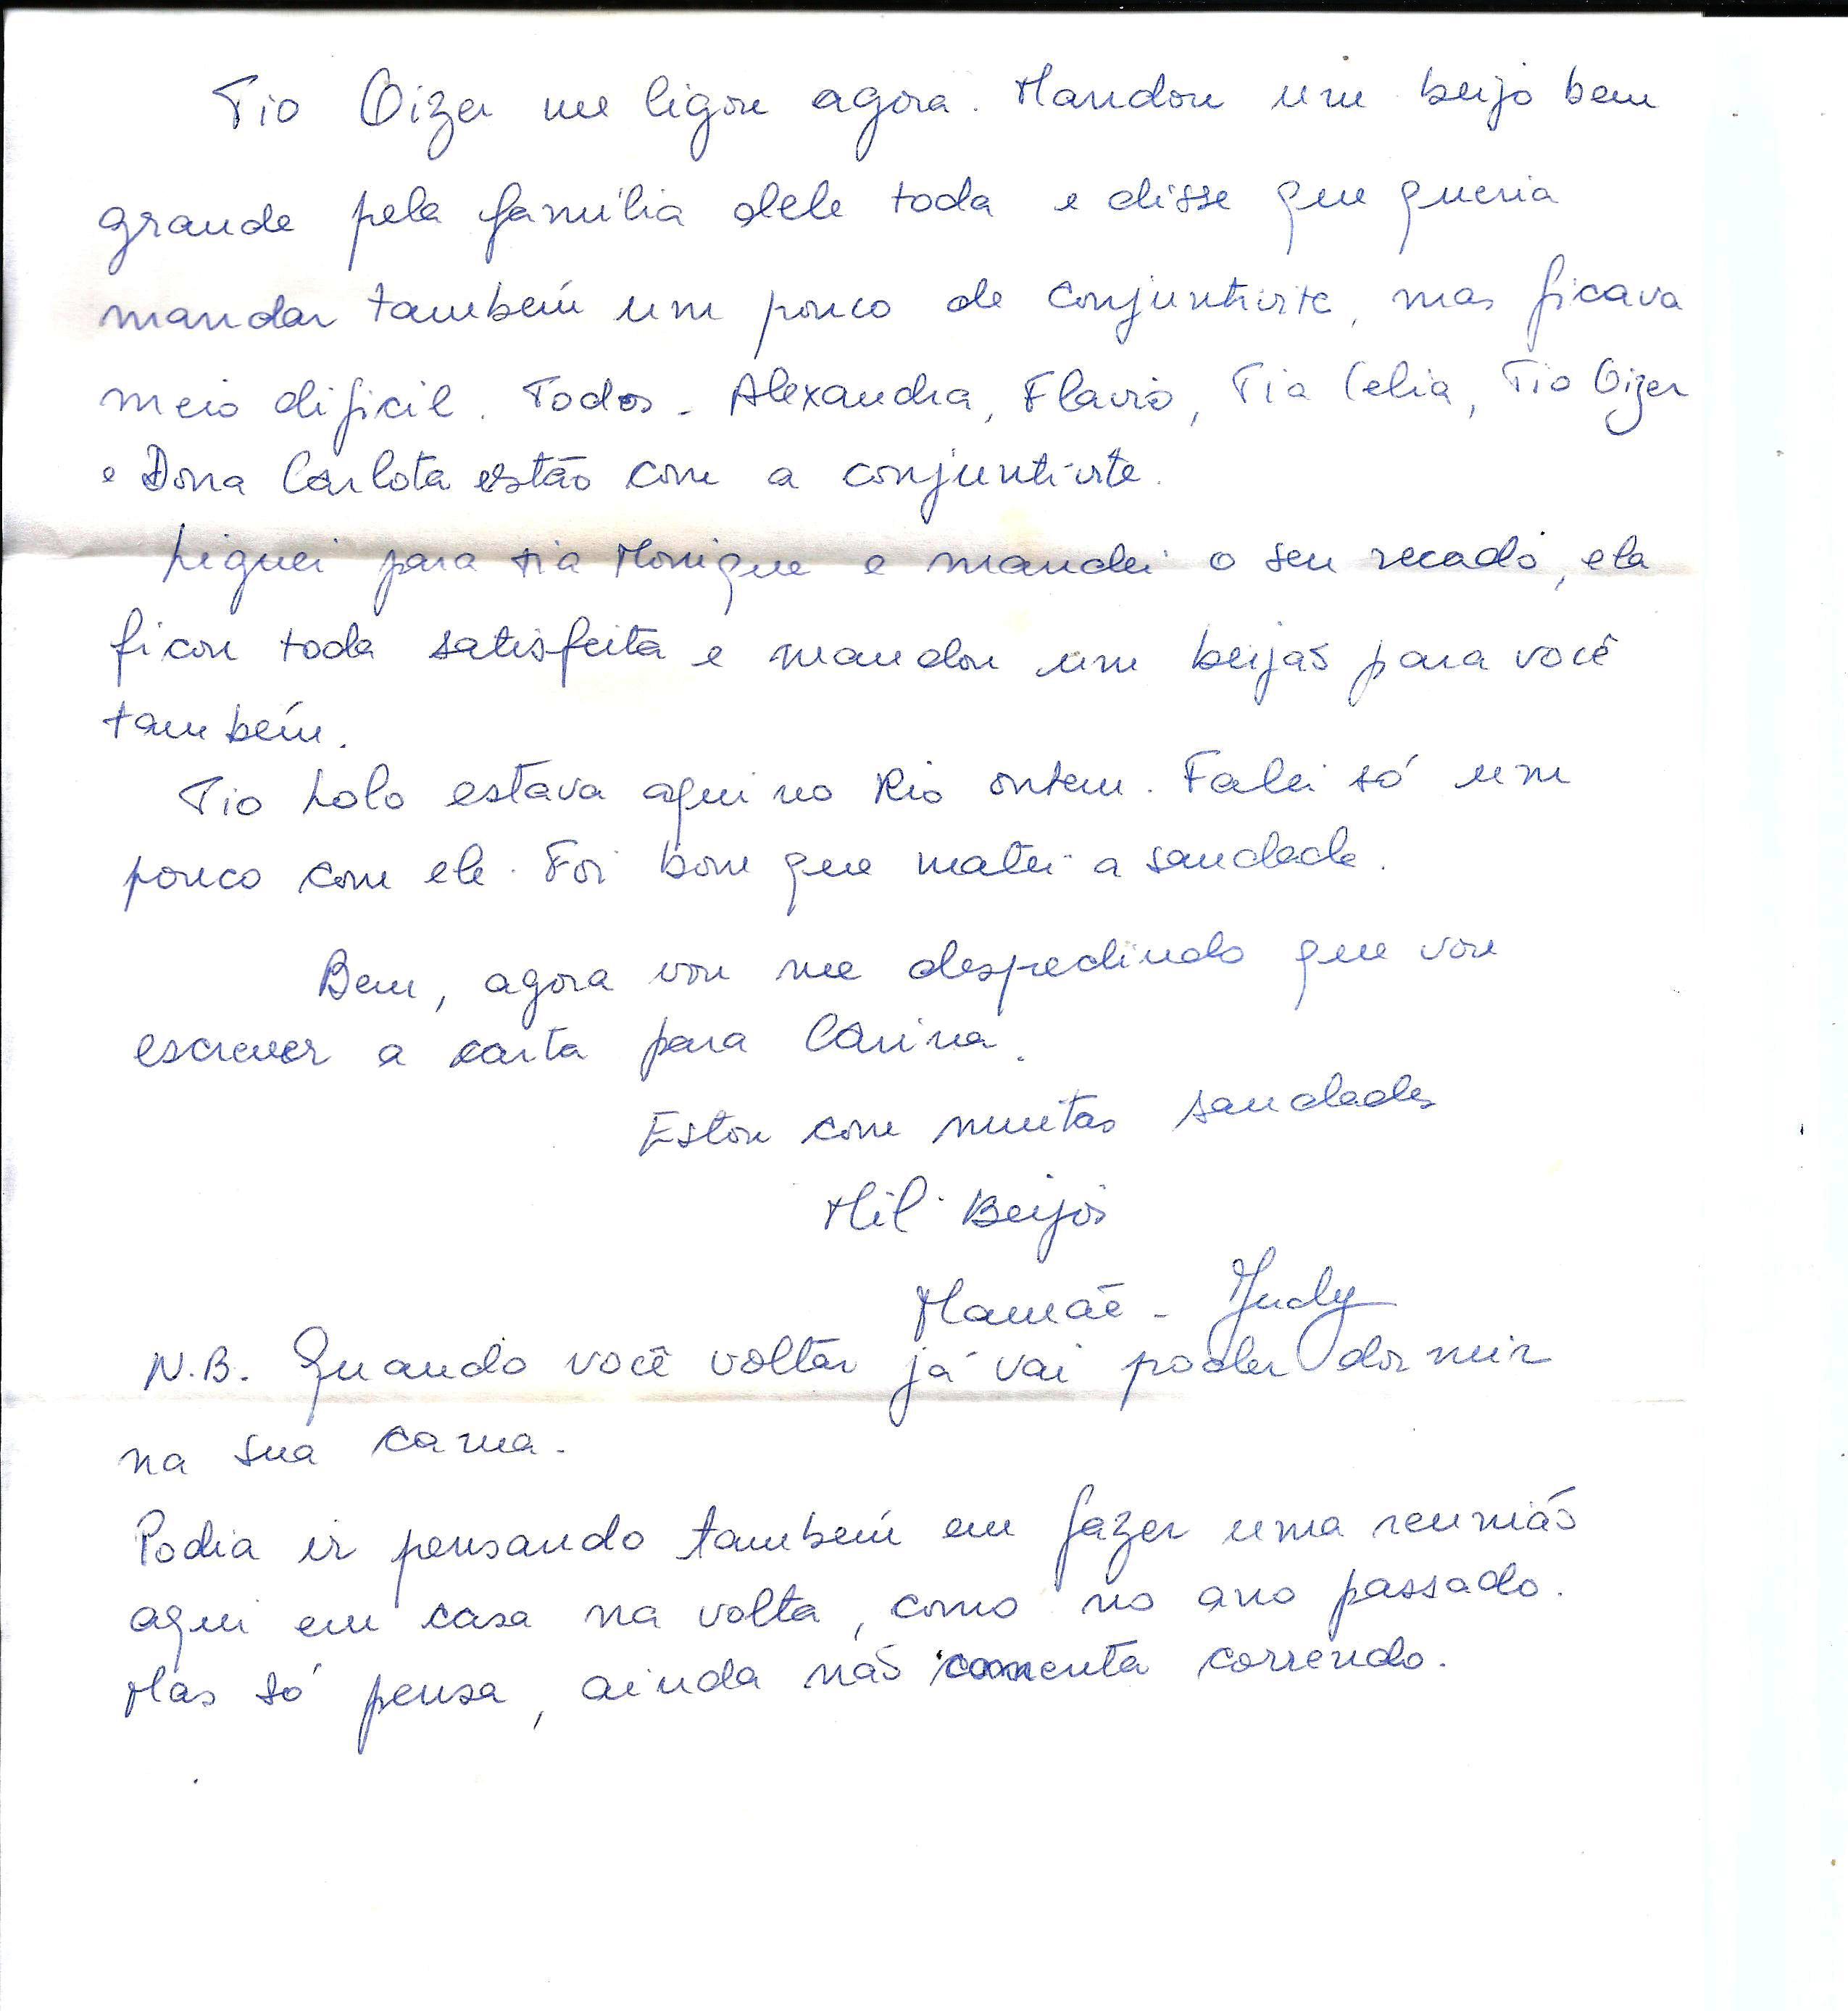 Tio Oizer me ligou agora. Mandou um beijo bem
grande pela família dele toda e disse que queria
mandar também um pouco de conjuntivite, mas ficava
meio dificil. Todos - Alexandra, Flavio, Tia Celia, Tio Oizer
e Dona Carlota estão com a conjuntivite.
Liguei para tia Monique e mandei o seu recado, ela
ficou toda satisfeita e mandou um beijão para você
também.
Tio Lolo estava aqui no Rio ontem. Falei só um
pouco com ele. Foi bom que matei a saudade.
Bem, agora vou me despedindo que vou
escrever a carta para Carina.
Estou com muitas saudades
Mil Beijos
Mamãe - Judy
N.B. Quando você voltar já vai poder dormir
na sua cama.
Podia ir pensando também em fazer uma reunião
aqui em casa na volta, como no ano passado.
Mas só pensa, ainda não comenta correndo.